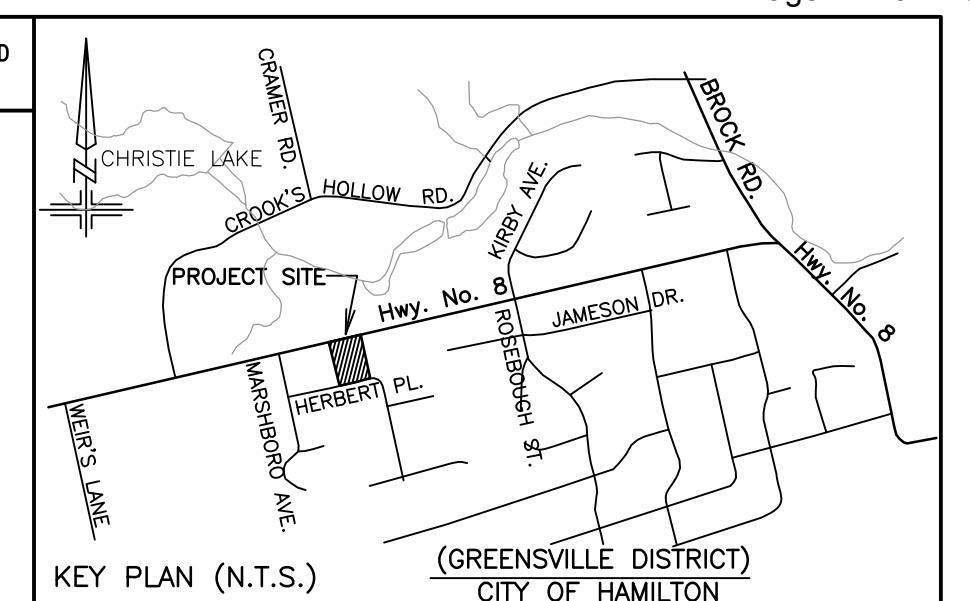 D
CRAMER RD.
BROCK RD.
N
CHRISTIE LAKE
CROOK'S HOLLOW RD.
KIRBY AVE.
PROJECT SITE
Hwy. No. 8
Hwy. No. 8
JAMESON DR.
ROSEBOUGH ST.
MARSHBORO AVE.
HERBERT PL.
WEIR'S LANE
KEY PLAN (N.T.S.)
(GREENSVILLE DISTRICT)
CITY OF HAMILTON